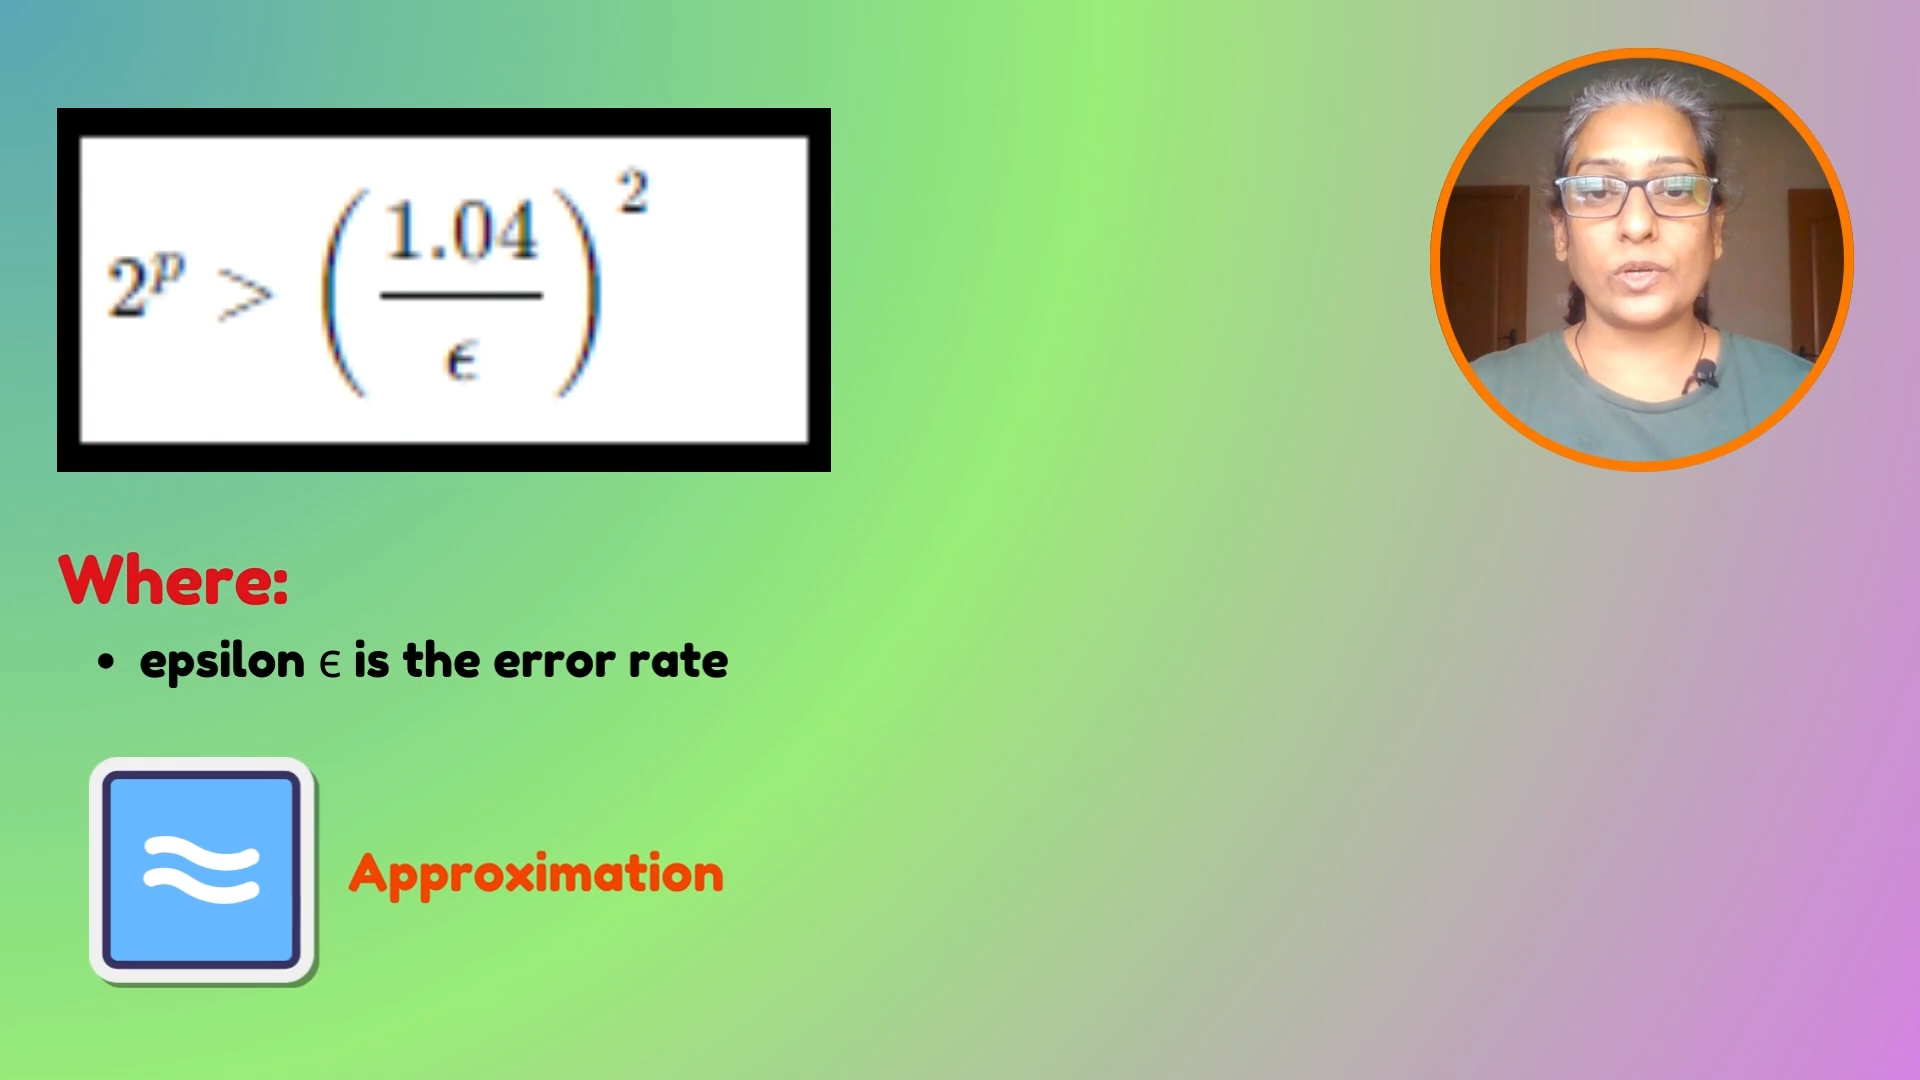 2^p > (1.04 / ϵ)^2
Where:
• epsilon ϵ is the error rate
≈
Approximation